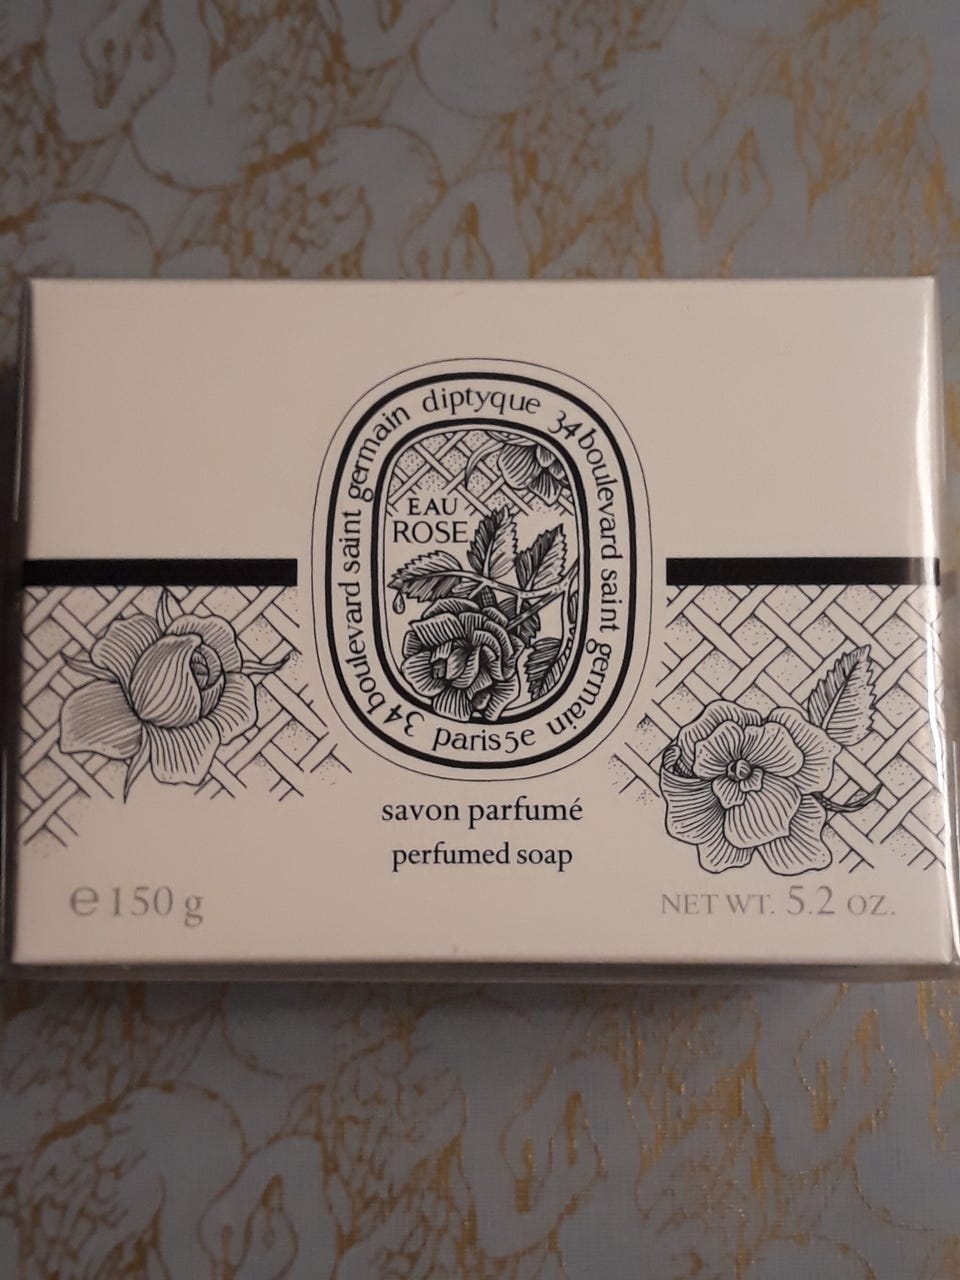 diptyque 34 boulevard saint germain
paris 5e
34 boulevard saint germain
EAU
ROSE
savon parfumé
perfumed soap
e 150 g
NET WT. 5.2 OZ.